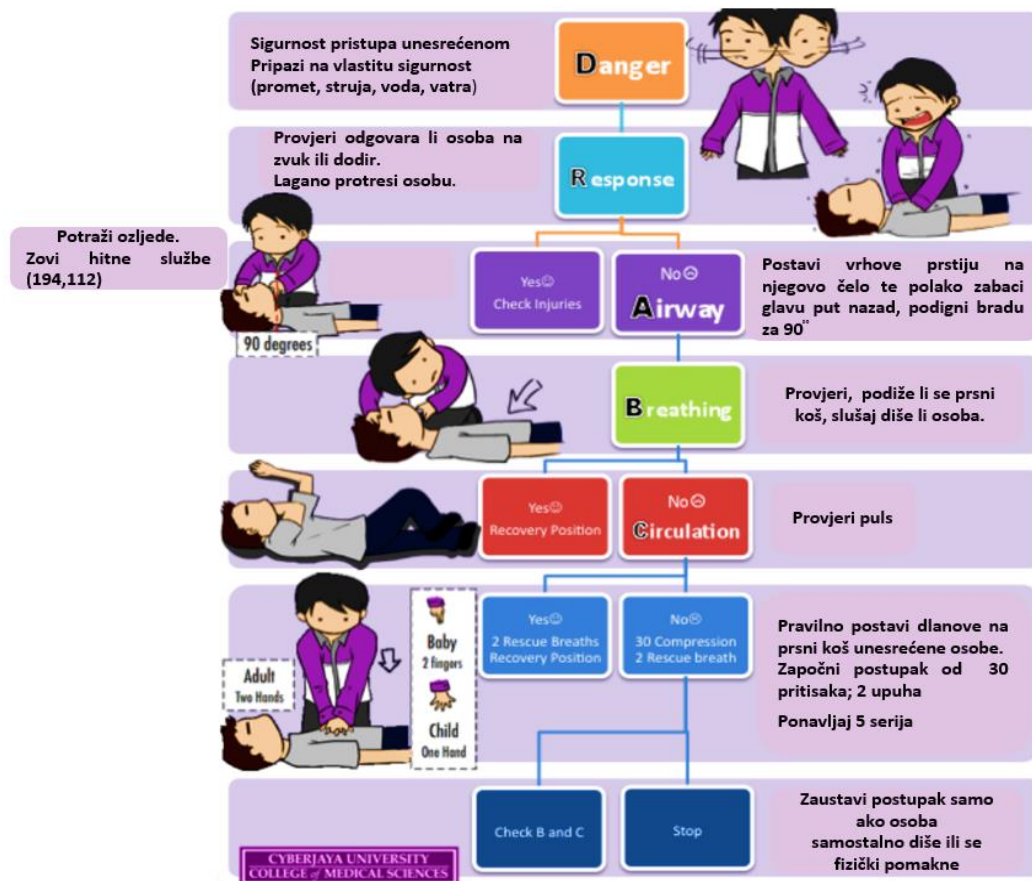 Sigurnost pristupa unesrećenom
Pripazi na vlastitu sigurnost
(promet, struja, voda, vatra)
Danger
Provjeri odgovara li osoba na
zvuk ili dodir.
Lagano protresi osobu.
Response
Potraži ozljede.
Zovi hitne službe
(194,112)
90 degrees
Yes☺
Check Injuries
No☹
Airway
Postavi vrhove prstiju na
njegovo čelo te polako zabaci
glavu put nazad, podigni bradu
za 90¨
Breathing
Provjeri, podiže li se prsni
koš, slušaj diše li osoba.
Yes☺
Recovery Position
No☹
Circulation
Provjeri puls
Adult
Two Hands
Baby
2 fingers
Child
One Hand
Yes☺
2 Rescue Breaths
Recovery Position
No☹
30 Compression
2 Rescue breath
Pravilno postavi dlanove na
prsni koš unesrećene osobe.
Započni postupak od 30
pritisaka; 2 upuha
Ponavljaj 5 serija
Check B and C
Stop
Zaustavi postupak samo
ako osoba
samostalno diše ili se
fizički pomakne
CYBERJAYA UNIVERSITY
COLLEGE of MEDICAL SCIENCES